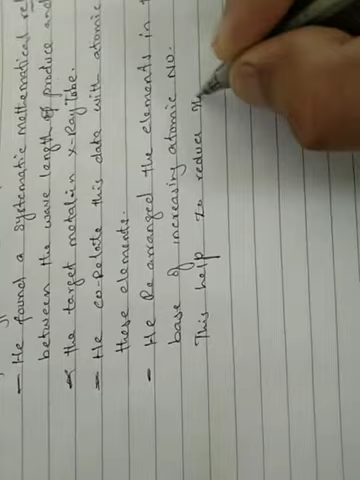 - He found a systematic mathematical rel
between the wave length of produce and
the target metal in X-Ray Tube.
- He co-Relate this data with atomic
these elements.
- He Re arranged the elements in
base of increasing atomic NO.
This help to reduce